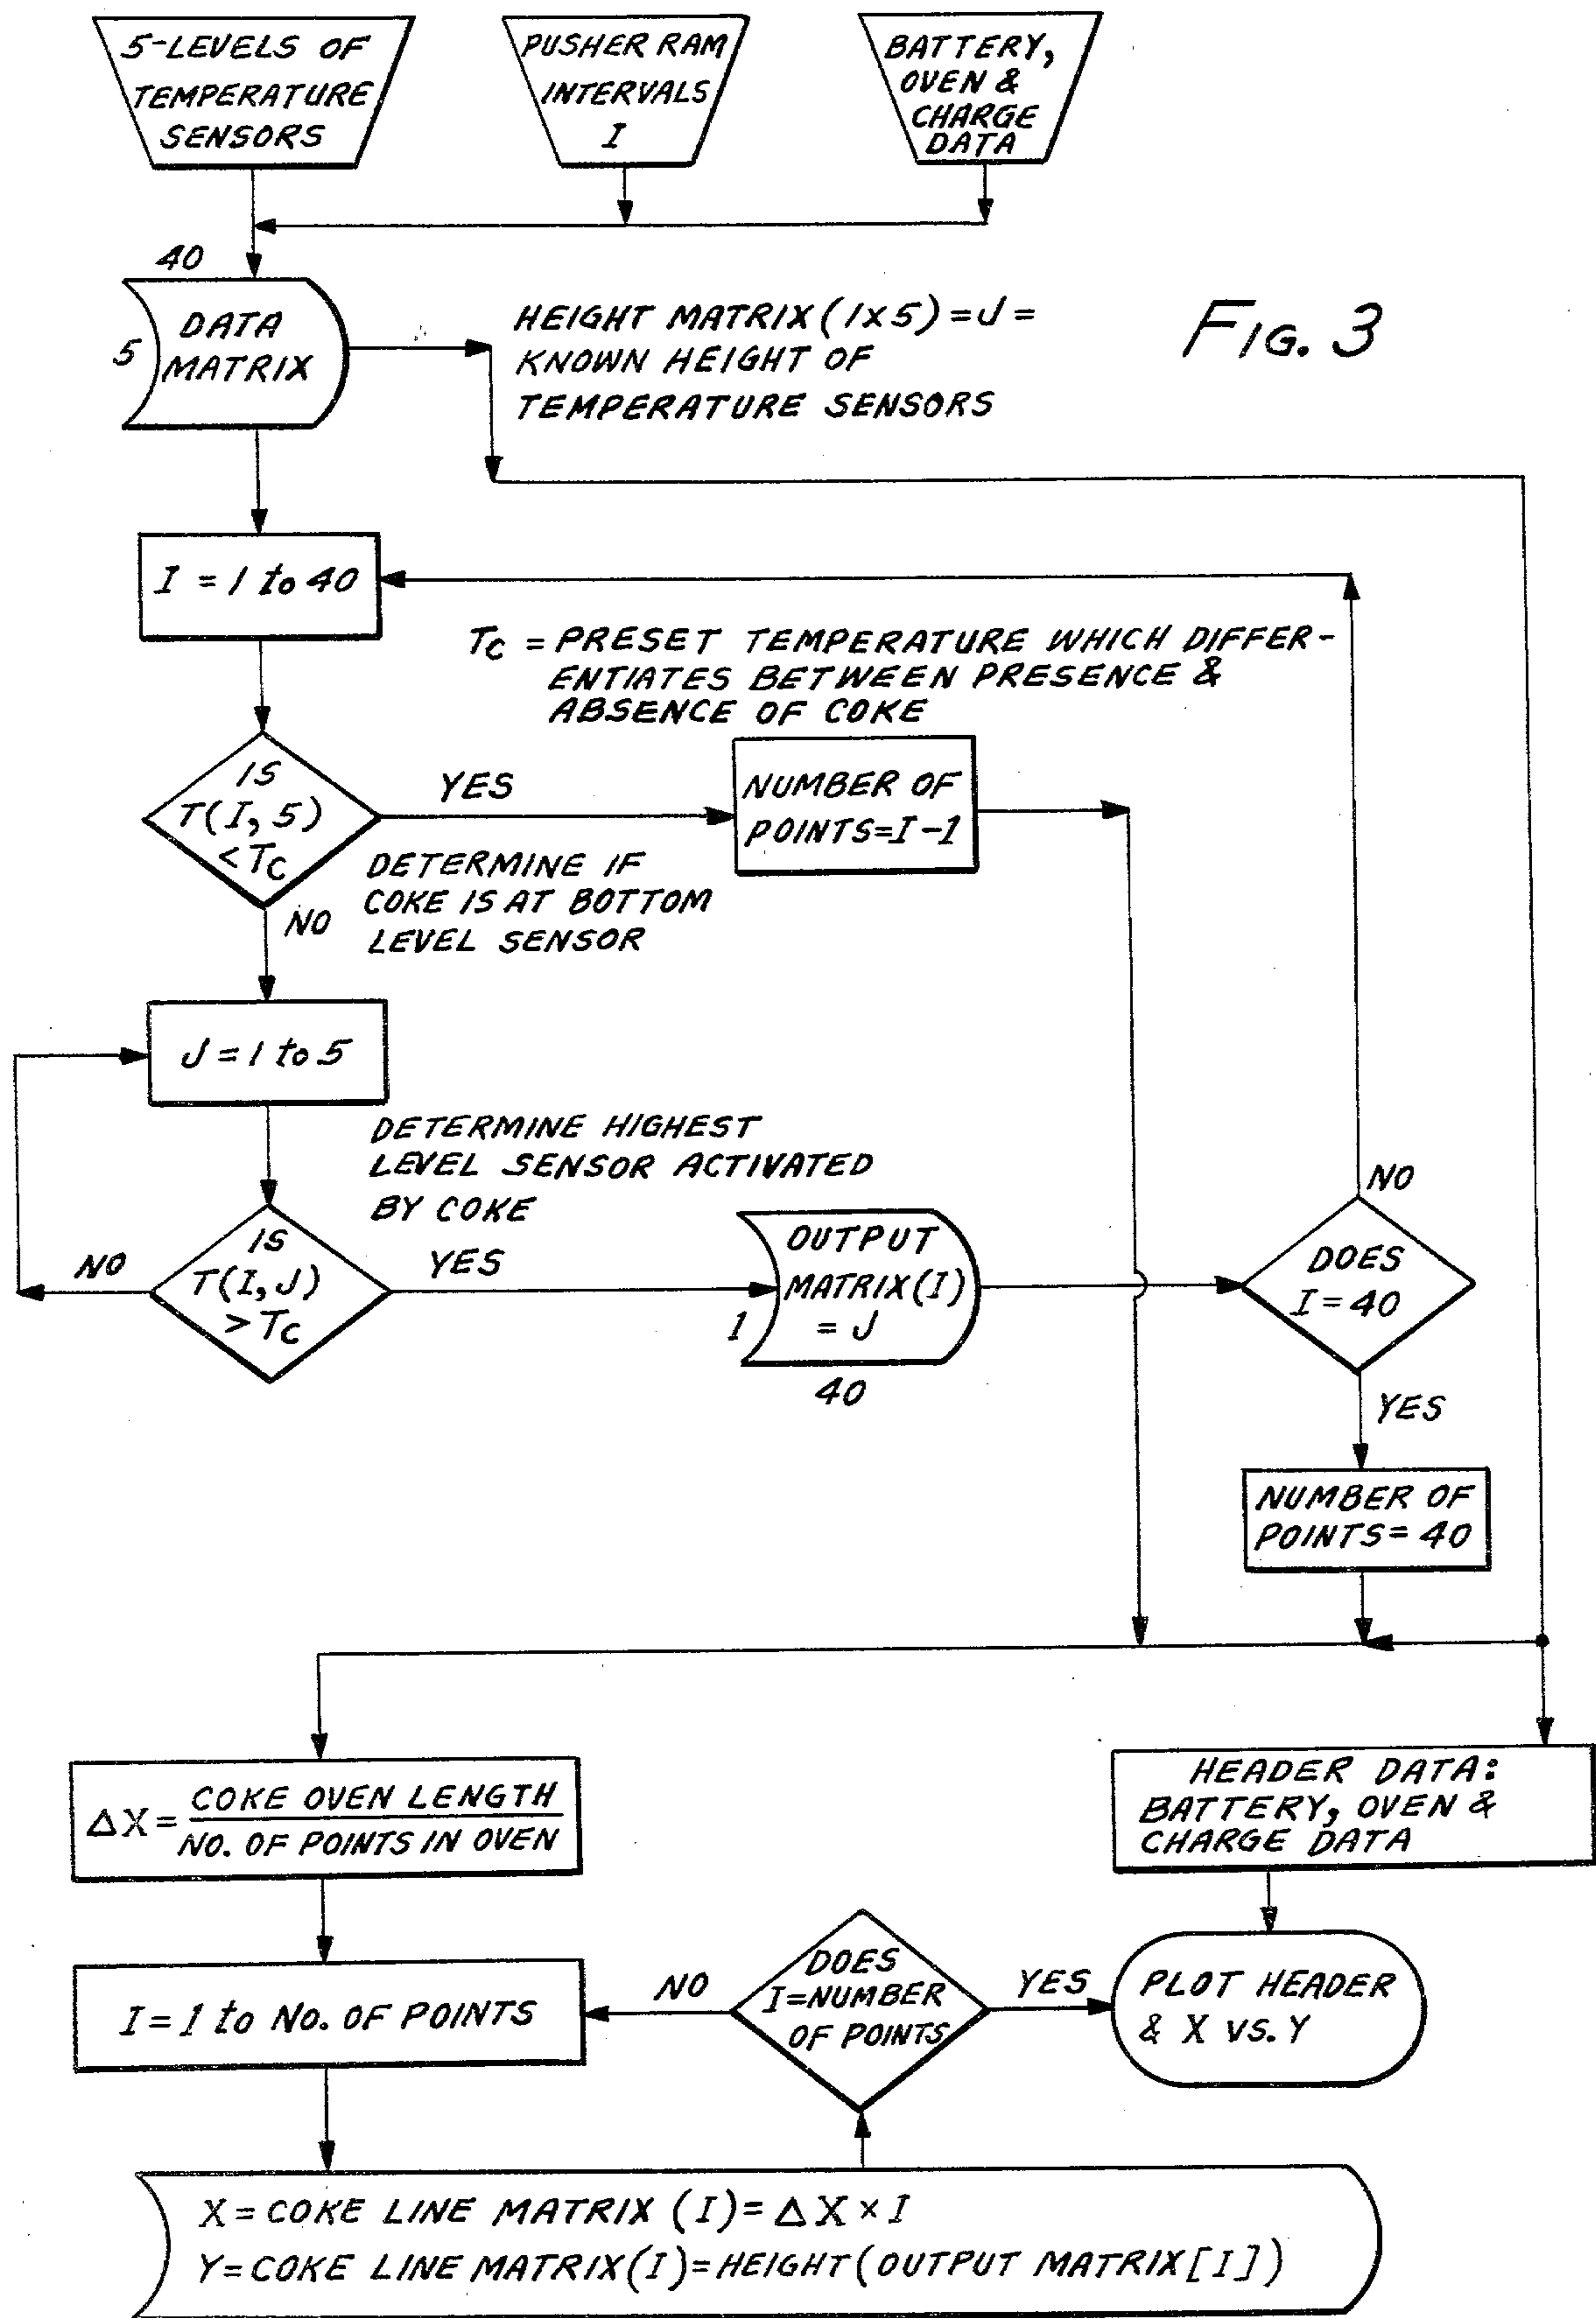 5-LEVELS OF
TEMPERATURE
SENSORS
PUSHER RAM
INTERVALS
I
BATTERY,
OVEN &
CHARGE
DATA
40
5
DATA
MATRIX
HEIGHT MATRIX (1x5) = J =
KNOWN HEIGHT OF
TEMPERATURE SENSORS
FIG. 3
I = 1 to 40
Tc = PRESET TEMPERATURE WHICH DIFFER-
ENTIATES BETWEEN PRESENCE &
ABSENCE OF COKE
IS
T(I, 5)
< Tc
YES
NUMBER OF
POINTS=I-1
DETERMINE IF
COKE IS AT BOTTOM
LEVEL SENSOR
NO
J = 1 to 5
DETERMINE HIGHEST
LEVEL SENSOR ACTIVATED
BY COKE
IS
T(I, J)
> Tc
NO
YES
OUTPUT
MATRIX(I)
= J
1
40
DOES
I = 40
NO
YES
NUMBER OF
POINTS= 40
ΔX = COKE OVEN LENGTH
NO. OF POINTS IN OVEN
HEADER DATA:
BATTERY, OVEN &
CHARGE DATA
I = 1 to No. OF POINTS
NO
DOES
I=NUMBER
OF POINTS
YES
PLOT HEADER
& X VS. Y
X = COKE LINE MATRIX (I) = ΔX × I
Y = COKE LINE MATRIX(I) = HEIGHT (OUTPUT MATRIX [I])